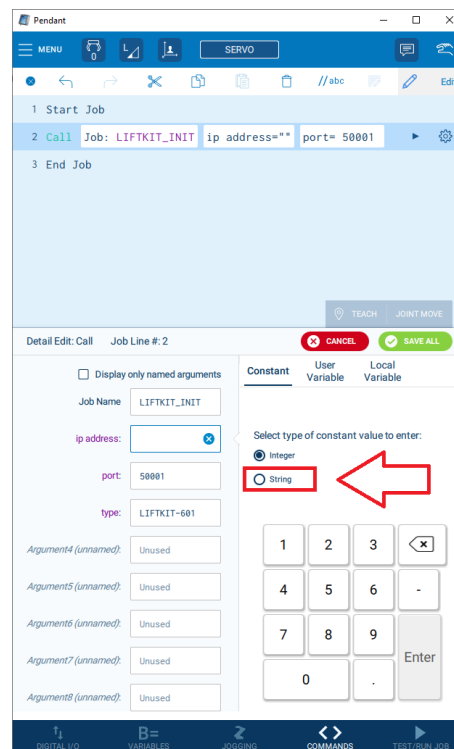 Pendant
MENU 0 SERVO
//abc Edi
1 Start Job
2 Call Job: LIFTKIT_INIT ip address="" port= 50001
3 End Job
TEACH JOINT MOVE
Detail Edit: Call Job Line #: 2 CANCEL SAVE ALL
Display only named arguments
Constant User Variable Local Variable
Job Name LIFTKIT_INIT
ip address:
Select type of constant value to enter:
Integer
port: 50001
String
type: LIFTKIT-601
Argument4 (unnamed): Unused
Argument5 (unnamed): Unused
Argument6 (unnamed): Unused
Argument7 (unnamed): Unused
Argument8 (unnamed): Unused
1 2 3
4 5 6 -
7 8 9 Enter
0 .
DIGITAL I/O VARIABLES JOGGING COMMANDS TEST/RUN JOB